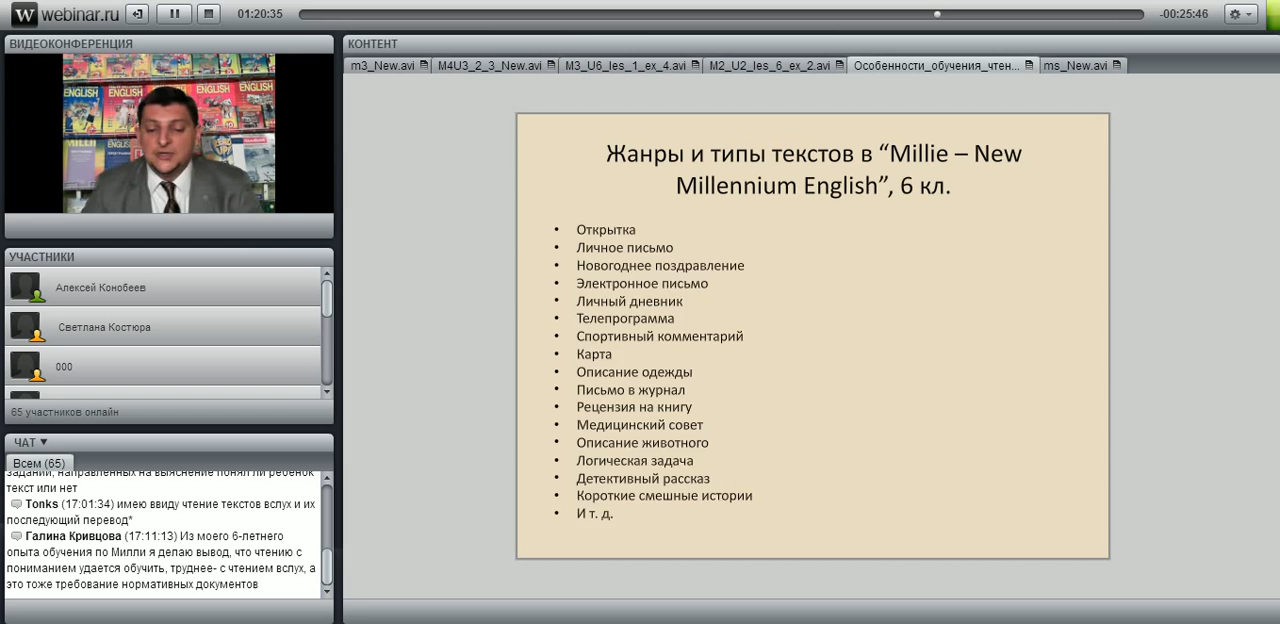 W webinar.ru
01:20:35
-00:25:46
ВИДЕОКОНФЕРЕНЦИЯ
ENGLISH
ENGLISH
УЧАСТНИКИ
Алексей Конобеев
Светлана Костюра
000
65 участников онлайн
ЧАТ
Всем (65)
заданий, направленных на выяснение понял ли ребенок
текст или нет
Tonks (17:01:34) имею ввиду чтение текстов вслух и их
последующий перевод*
Галина Кривцова (17:11:13) Из моего 6-летнего
опыта обучения по Милли я делаю вывод, что чтению с
пониманием удается обучить, труднее- с чтением вслух, а
это тоже требование нормативных документов
КОНТЕНТ
m3_New.avi
M4U3_2_3_New.avi
M3_U6_les_1_ex_4.avi
M2_U2_les_6_ex_2.avi
Особенности_обучения_чтен...
ms_New.avi
Жанры и типы текстов в “Millie – New
Millennium English”, 6 кл.
• Открытка
• Личное письмо
• Новогоднее поздравление
• Электронное письмо
• Личный дневник
• Телепрограмма
• Спортивный комментарий
• Карта
• Описание одежды
• Письмо в журнал
• Рецензия на книгу
• Медицинский совет
• Описание животного
• Логическая задача
• Детективный рассказ
• Короткие смешные истории
• И т. д.